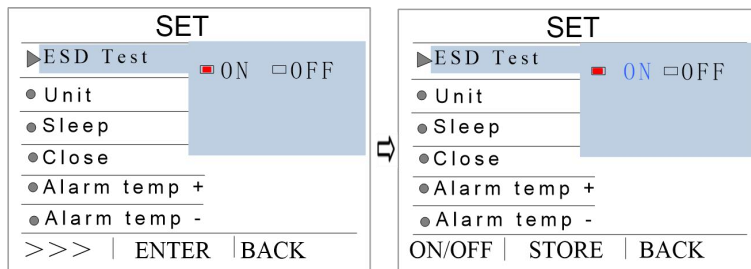 SET
ESD Test
ON OFF
Unit
Sleep
Close
Alarm temp +
Alarm temp -
>>> ENTER BACK
SET
ESD Test
ON OFF
Unit
Sleep
Close
Alarm temp +
Alarm temp -
ON/OFF STORE BACK